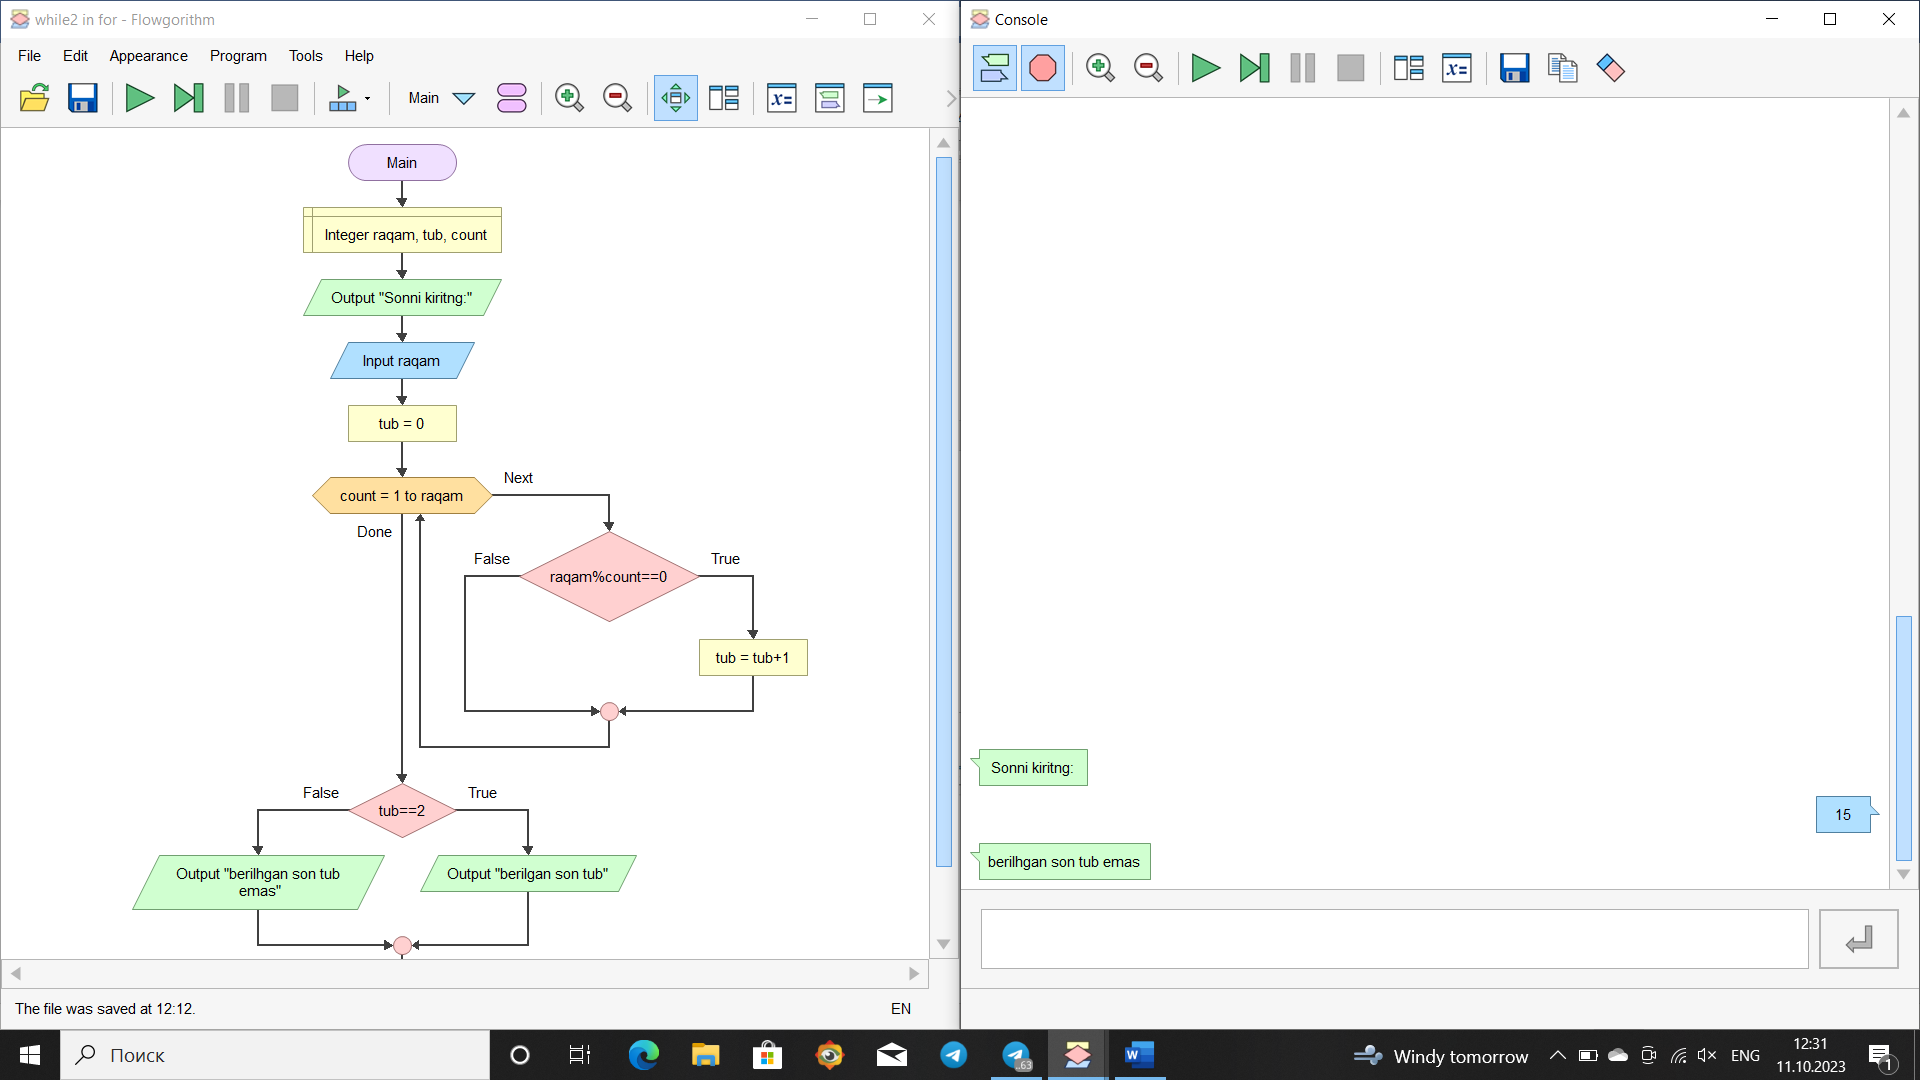 while2 in for - Flowgorithm
File Edit Appearance Program Tools Help
Main
x=
Main
Integer raqam, tub, count
Output "Sonni kiritng:"
Input raqam
tub = 0
count = 1 to raqam
Next
Done
False
raqam%count==0
True
tub = tub+1
False
tub==2
True
Output "berilhgan son tub
emas"
Output "berilgan son tub"
The file was saved at 12:12.
EN
Console
x=
Sonni kiritng:
15
berilhgan son tub emas
Поиск
63
W
Windy tomorrow
ENG
12:31
11.10.2023
1